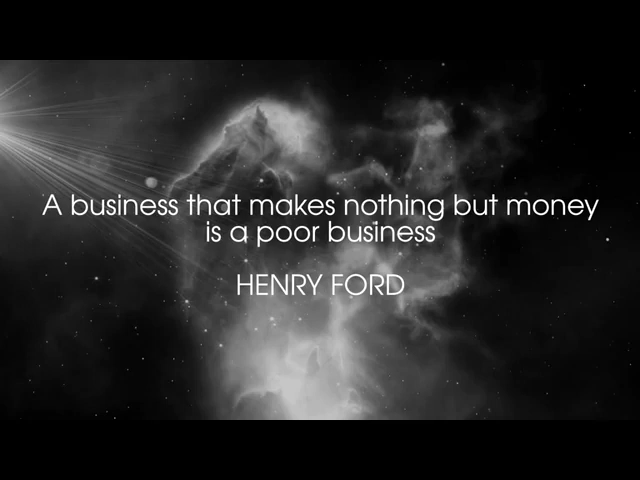 A business that makes nothing but money
is a poor business
HENRY FORD